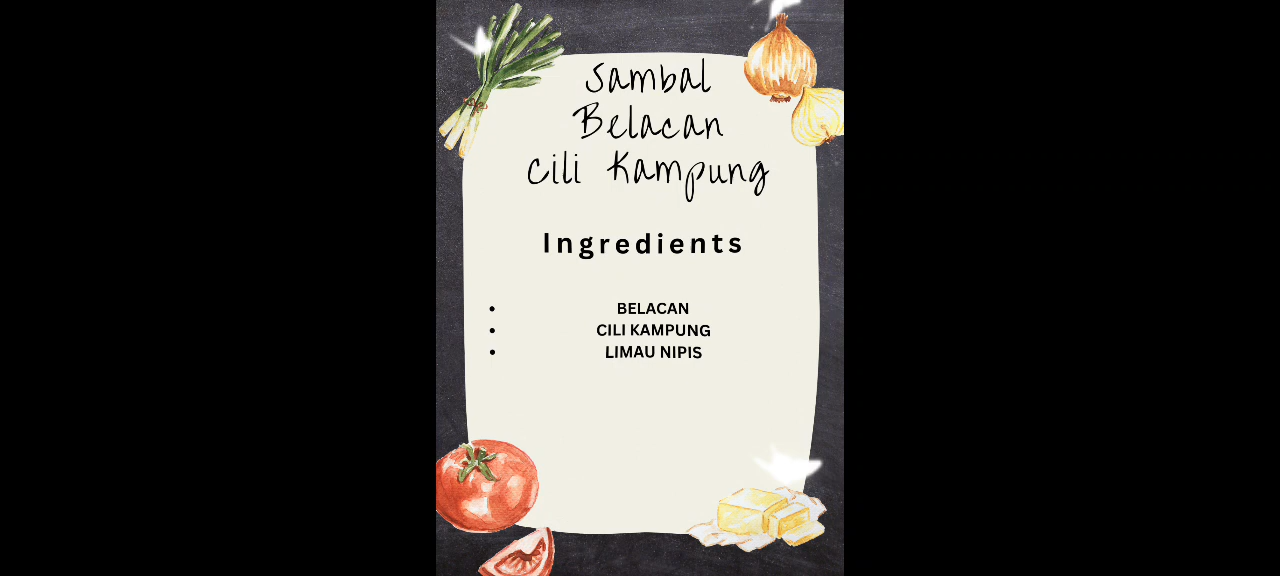 Sambal
Belacan
Cili Kampung
Ingredients
• BELACAN
• CILI KAMPUNG
• LIMAU NIPIS